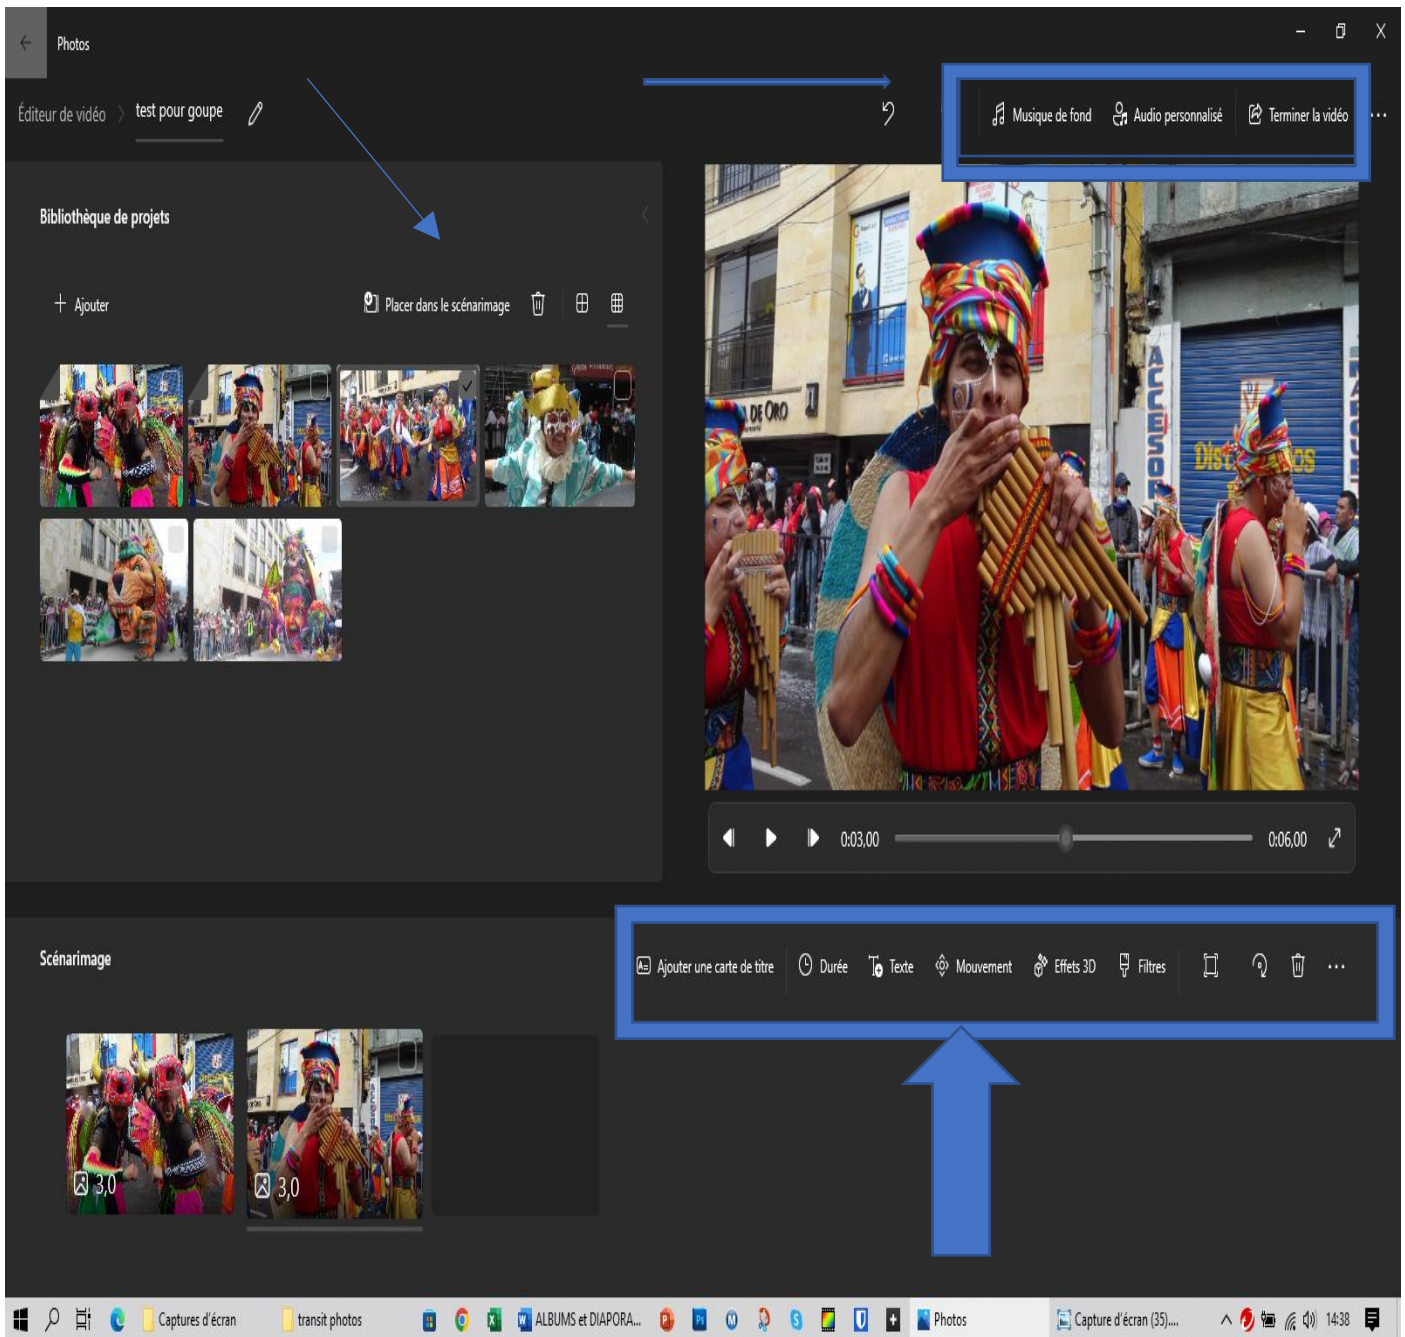 Photos
Éditeur de vidéo > test pour goupe
Musique de fond
Audio personnalisé
Terminer la vidéo
Bibliothèque de projets
+ Ajouter
Placer dans le scénarimage
DE ORO
ACCESOR
0:03,00
0:06,00
Scénarimage
Ajouter une carte de titre
Durée
Texte
Mouvement
Effets 3D
Filtres
3,0
3,0
Captures d'écran
transit photos
ALBUMS et DIAPORA...
Photos
Capture d'écran (35)....
14:38